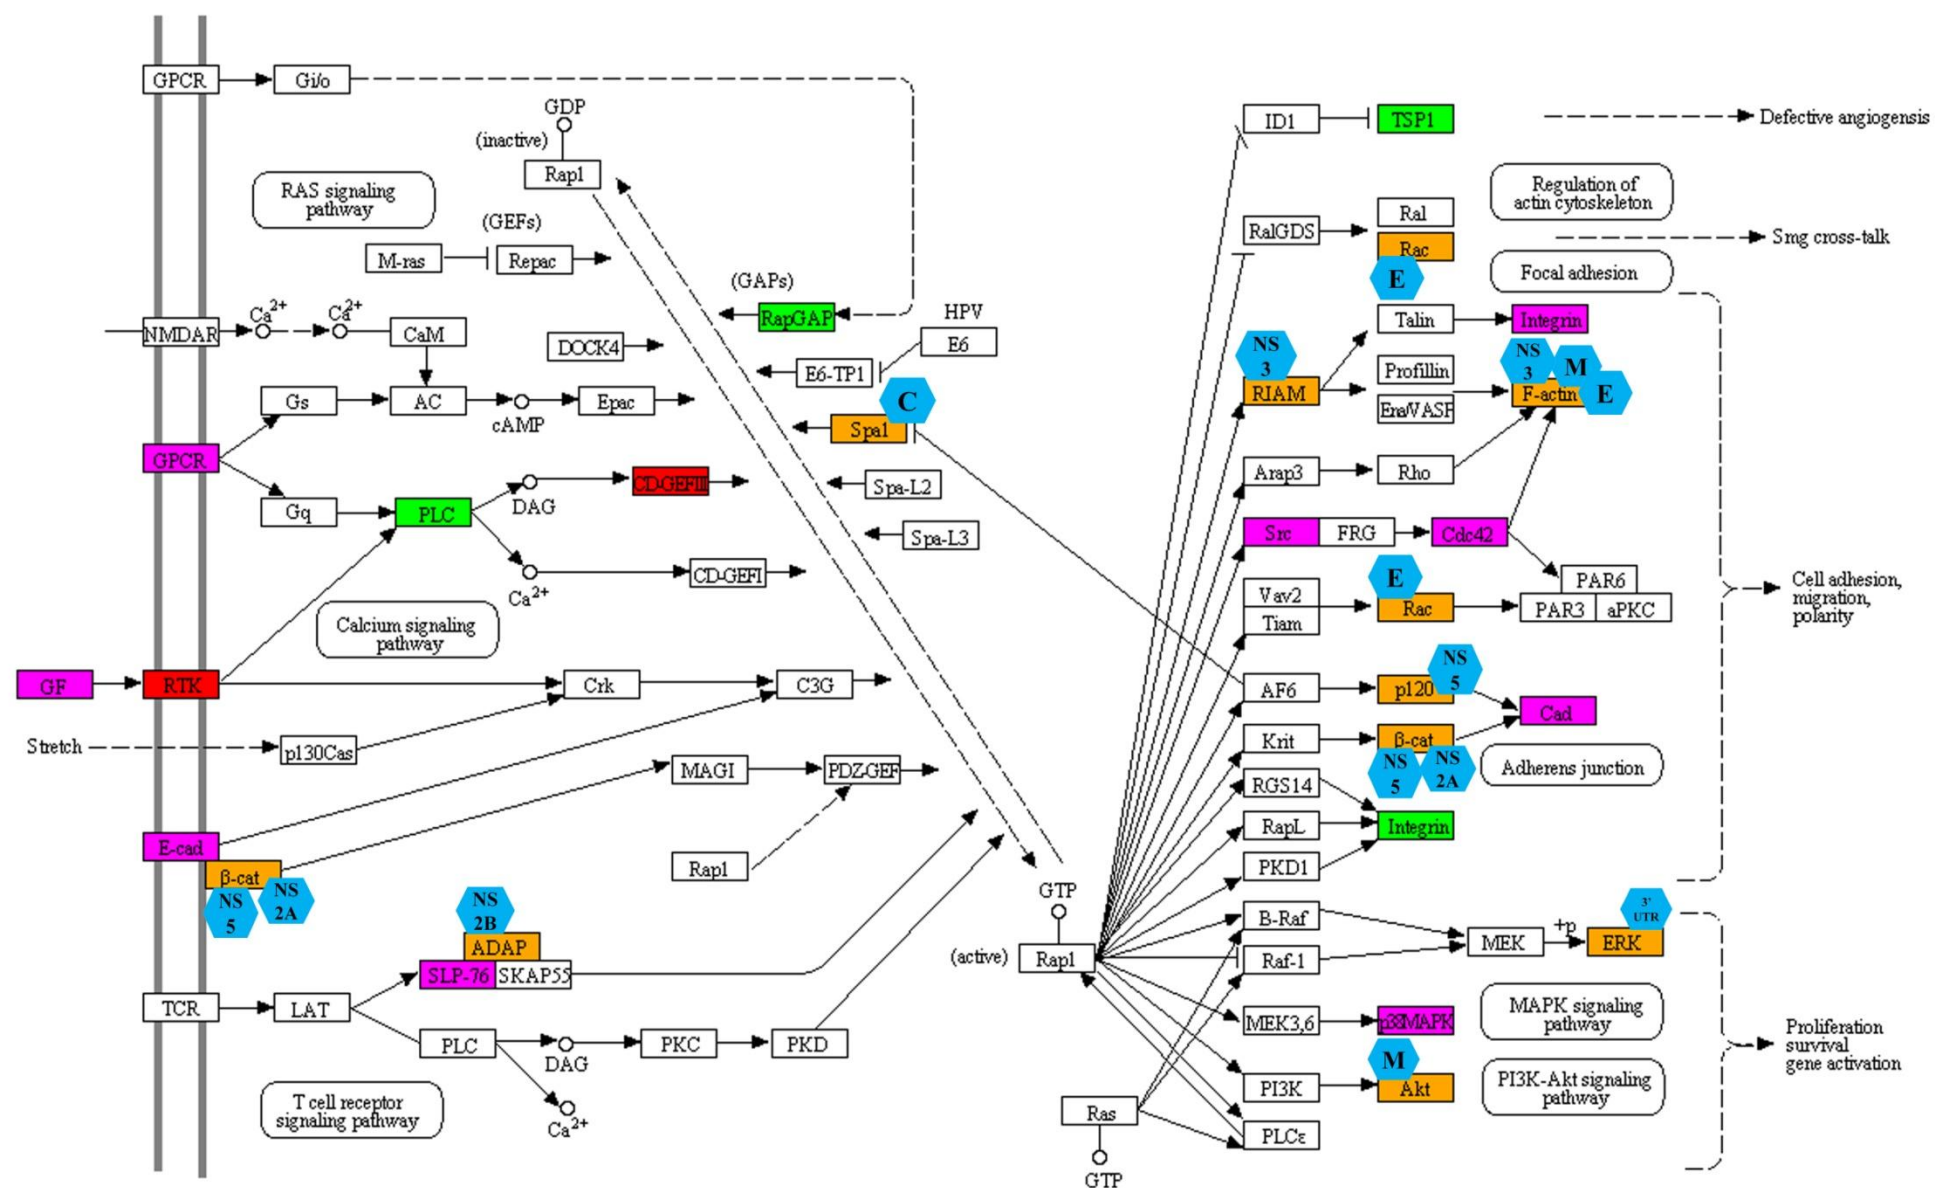 GPCR
Gi/o
GDP
(inactive)
Rap1
RAS signaling
pathway
(GEFs)
M-ras
Repac
(GAPs)
RapGAP
HPV
E6
NMDAR
Ca2+
Ca2+
CaM
DOCK4
E6-TP1
Gs
AC
cAMP
Epac
C
Spa1
GPCR
Gq
PLC
DAG
CD-GEFIII
Spa-L2
Spa-L3
Ca2+
CD-GEFI
Calcium signaling
pathway
GF
RTK
Crk
C3G
Stretch
p130Cas
MAGI
PDZ-GEF
Rap1
E-cad
β-cat
NS
5
NS
2A
NS
2B
ADAP
SLP-76
SKAP55
TCR
LAT
PLC
DAG
PKC
PKD
Ca2+
T cell receptor
signaling pathway
GTP
(active)
Rap1
Ras
GTP
ID1
TSP1
Defective angiogensis
Regulation of
actin cytoskeleton
RalGDS
Ral
Rac
E
Smg cross-talk
Focal adhesion
Talin
Integrin
NS
3
RIAM
Profillin
Ena/VASP
NS
3
M
F-actin
E
Arap3
Rho
Src
FRG
Cdc42
PAR6
PAR3
aPKC
Vav2
Tiam
E
Rac
Cell adhesion,
migration,
polarity
AF6
p120
NS
5
Cad
Krit
β-cat
NS
5
NS
2A
Adherens junction
RGS14
RapL
Integrin
PKD1
B-Raf
Raf-1
MEK
+p
ERK
3'
UTR
MEK3,6
p38MAPK
MAPK signaling
pathway
Proliferation
survival
gene activation
PI3K
M
Akt
PI3K-Akt signaling
pathway
PLCε